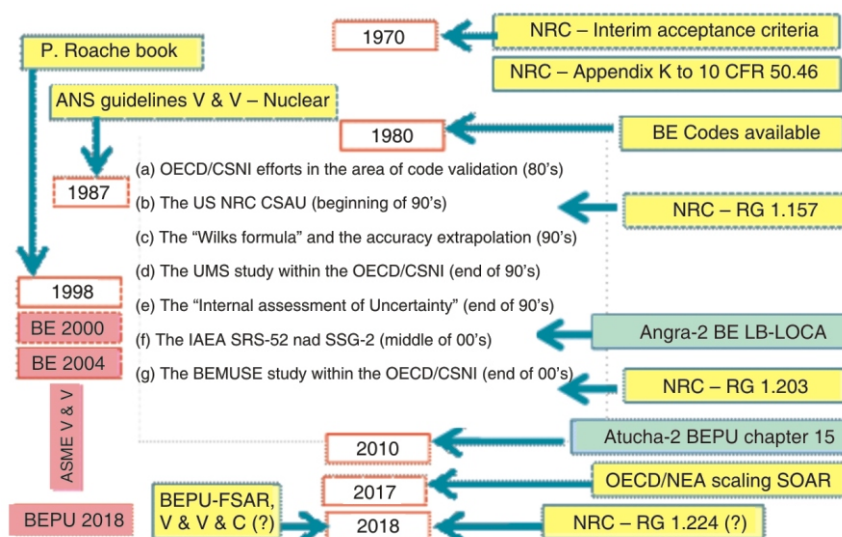 P. Roache book
1970
NRC – Interim acceptance criteria
NRC – Appendix K to 10 CFR 50.46
ANS guidelines V & V – Nuclear
1980
BE Codes available
1987
(a) OECD/CSNI efforts in the area of code validation (80's)
(b) The US NRC CSAU (beginning of 90's)
NRC – RG 1.157
(c) The "Wilks formula" and the accuracy extrapolation (90's)
(d) The UMS study within the OECD/CSNI (end of 90's)
1998
(e) The "Internal assessment of Uncertainty" (end of 90's)
BE 2000
(f) The IAEA SRS-52 nad SSG-2 (middle of 00's)
Angra-2 BE LB-LOCA
BE 2004
(g) The BEMUSE study within the OECD/CSNI (end of 00's)
NRC – RG 1.203
ASME V & V
2010
Atucha-2 BEPU chapter 15
2017
OECD/NEA scaling SOAR
BEPU 2018
BEPU-FSAR,
V & V & C (?)
2018
NRC – RG 1.224 (?)